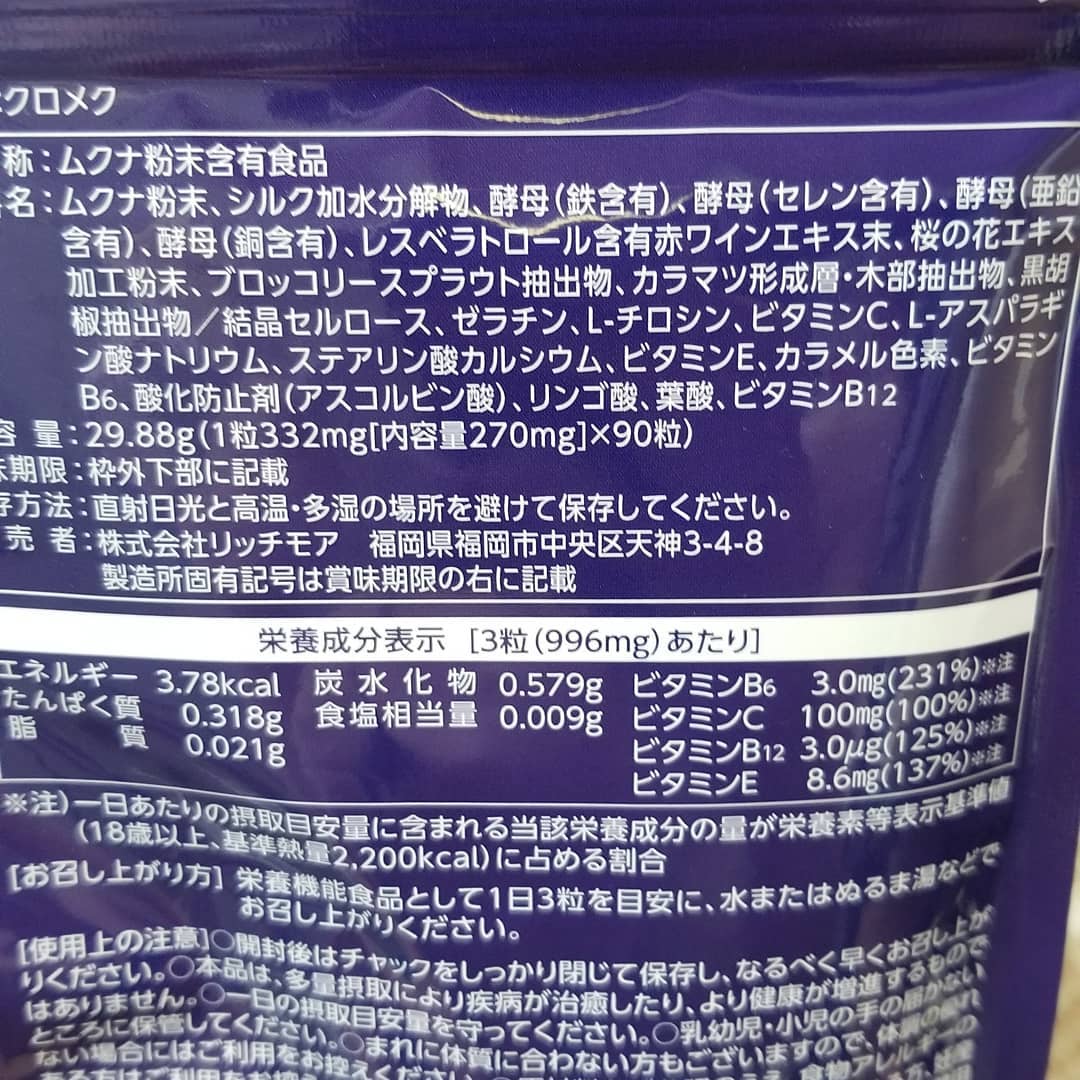 クロメク
称：ムクナ粉末含有食品
名：ムクナ粉末、シルク加水分解物、酵母（鉄含有）、酵母（セレン含有）、酵母（亜鉛
含有）、酵母（銅含有）、レスベラトロール含有赤ワインエキス末、桜の花エキス
加工粉末、ブロッコリースプラウト抽出物、カラマツ形成層・木部抽出物、黒胡
椒抽出物／結晶セルロース、ゼラチン、L-チロシン、ビタミンC、L-アスパラギ
ン酸ナトリウム、ステアリン酸カルシウム、ビタミンE、カラメル色素、ビタミン
B6、酸化防止剤（アスコルビン酸）、リンゴ酸、葉酸、ビタミンB12
容 量：29.88g（1粒332mg[内容量270mg]×90粒）
味期限：枠外下部に記載
存方法：直射日光と高温・多湿の場所を避けて保存してください。
売 者：株式会社リッチモア 福岡県福岡市中央区天神3-4-8
製造所固有記号は賞味期限の右に記載
栄養成分表示 ［3粒（996mg）あたり］
エネルギー 3.78kcal 炭水化物 0.579g ビタミンB6 3.0mg（231%）※注
たんぱく質 0.318g 食塩相当量 0.009g ビタミンC 100mg（100%）※注
脂質 0.021g ビタミンB12 3.0μg（125%）※注
ビタミンE 8.6mg（137%）※注
※注）一日あたりの摂取目安量に含まれる当該栄養成分の量が栄養素等表示基準値
（18歳以上、基準熱量2,200kcal）に占める割合
［お召し上がり方］ 栄養機能食品として1日3粒を目安に、水またはぬるま湯などで
お召し上がりください。
［使用上の注意］○開封後はチャックをしっかり閉じて保存し、なるべく早くお召し上が
りください。○本品は、多量摂取により疾病が治癒したり、より健康が増進するもので
はありません。○一日の摂取目安量を守ってください。○乳幼児・小児の手の届かない
ところに保管してください。○まれに体質に合わない方もございますので、体調の
ない場合にはご利用をお控えください 食物アレル
ある方はご利用をお控え